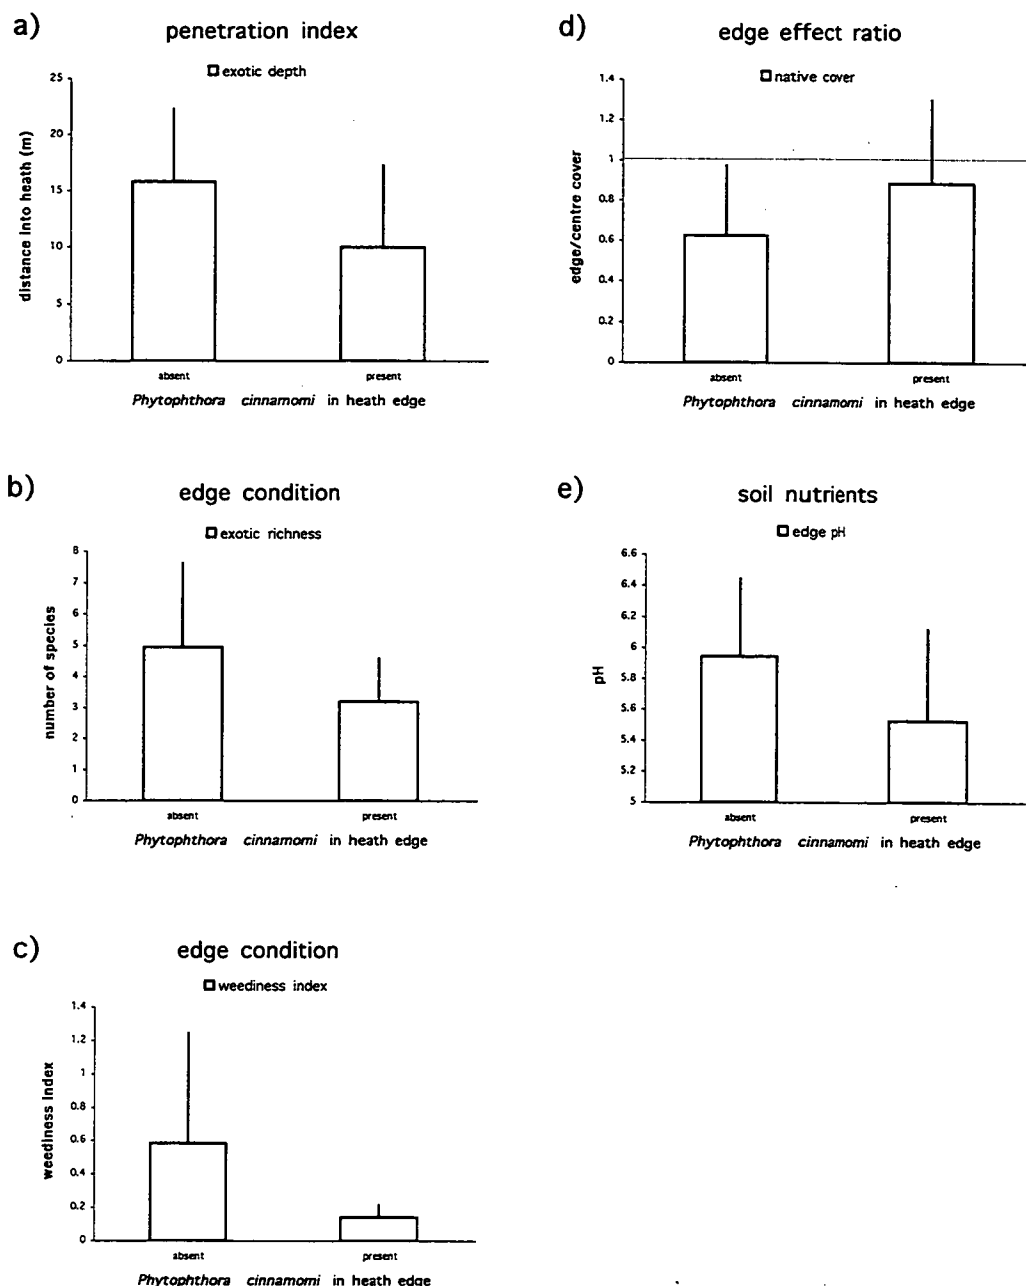 a)
penetration index
exotic depth
25
20
15
10
5
0
distance into heath (m)
absent
present
Phytophthora cinnamomi in heath edge
b)
edge condition
exotic richness
8
7
6
5
4
3
2
1
0
number of species
absent
present
Phytophthora cinnamomi in heath edge
c)
edge condition
weediness index
1.4
1.2
1
0.8
0.6
0.4
0.2
0
weediness index
absent
present
Phytophthora cinnamomi in heath edge
d)
edge effect ratio
native cover
1.4
1.2
1
0.8
0.6
0.4
0.2
0
edge/centre cover
absent
present
Phytophthora cinnamomi in heath edge
e)
soil nutrients
edge pH
6.6
6.4
6.2
6
5.8
5.6
5.4
5.2
5
pH
absent
present
Phytophthora cinnamomi in heath edge